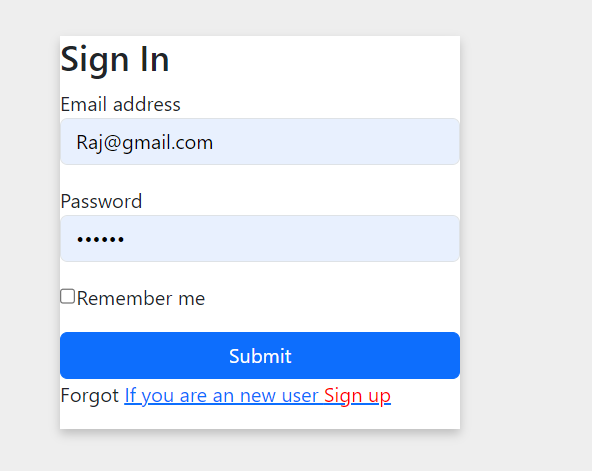 Sign In
Email address
Raj@gmail.com
Password
••••••
Remember me
Submit
Forgot If you are an new user Sign up